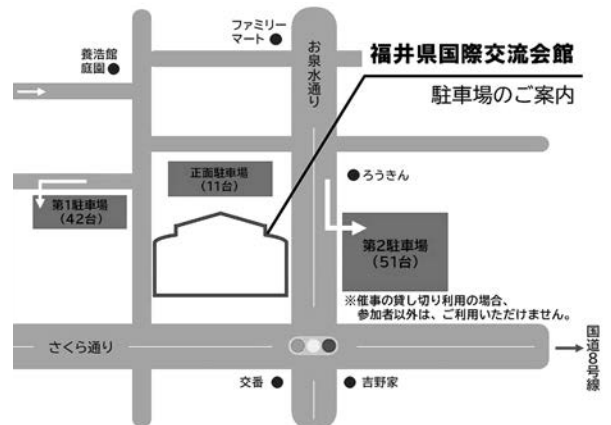 ファミリー
マート
養浩館
庭園
お泉水通り
福井県国際交流会館
駐車場のご案内
正面駐車場
(11台)
ろうきん
第1駐車場
(42台)
第2駐車場
(51台)
※催事の貸し切り利用の場合、
参加者以外は、ご利用いただけません。
さくら通り
国道8号線
交番
吉野家